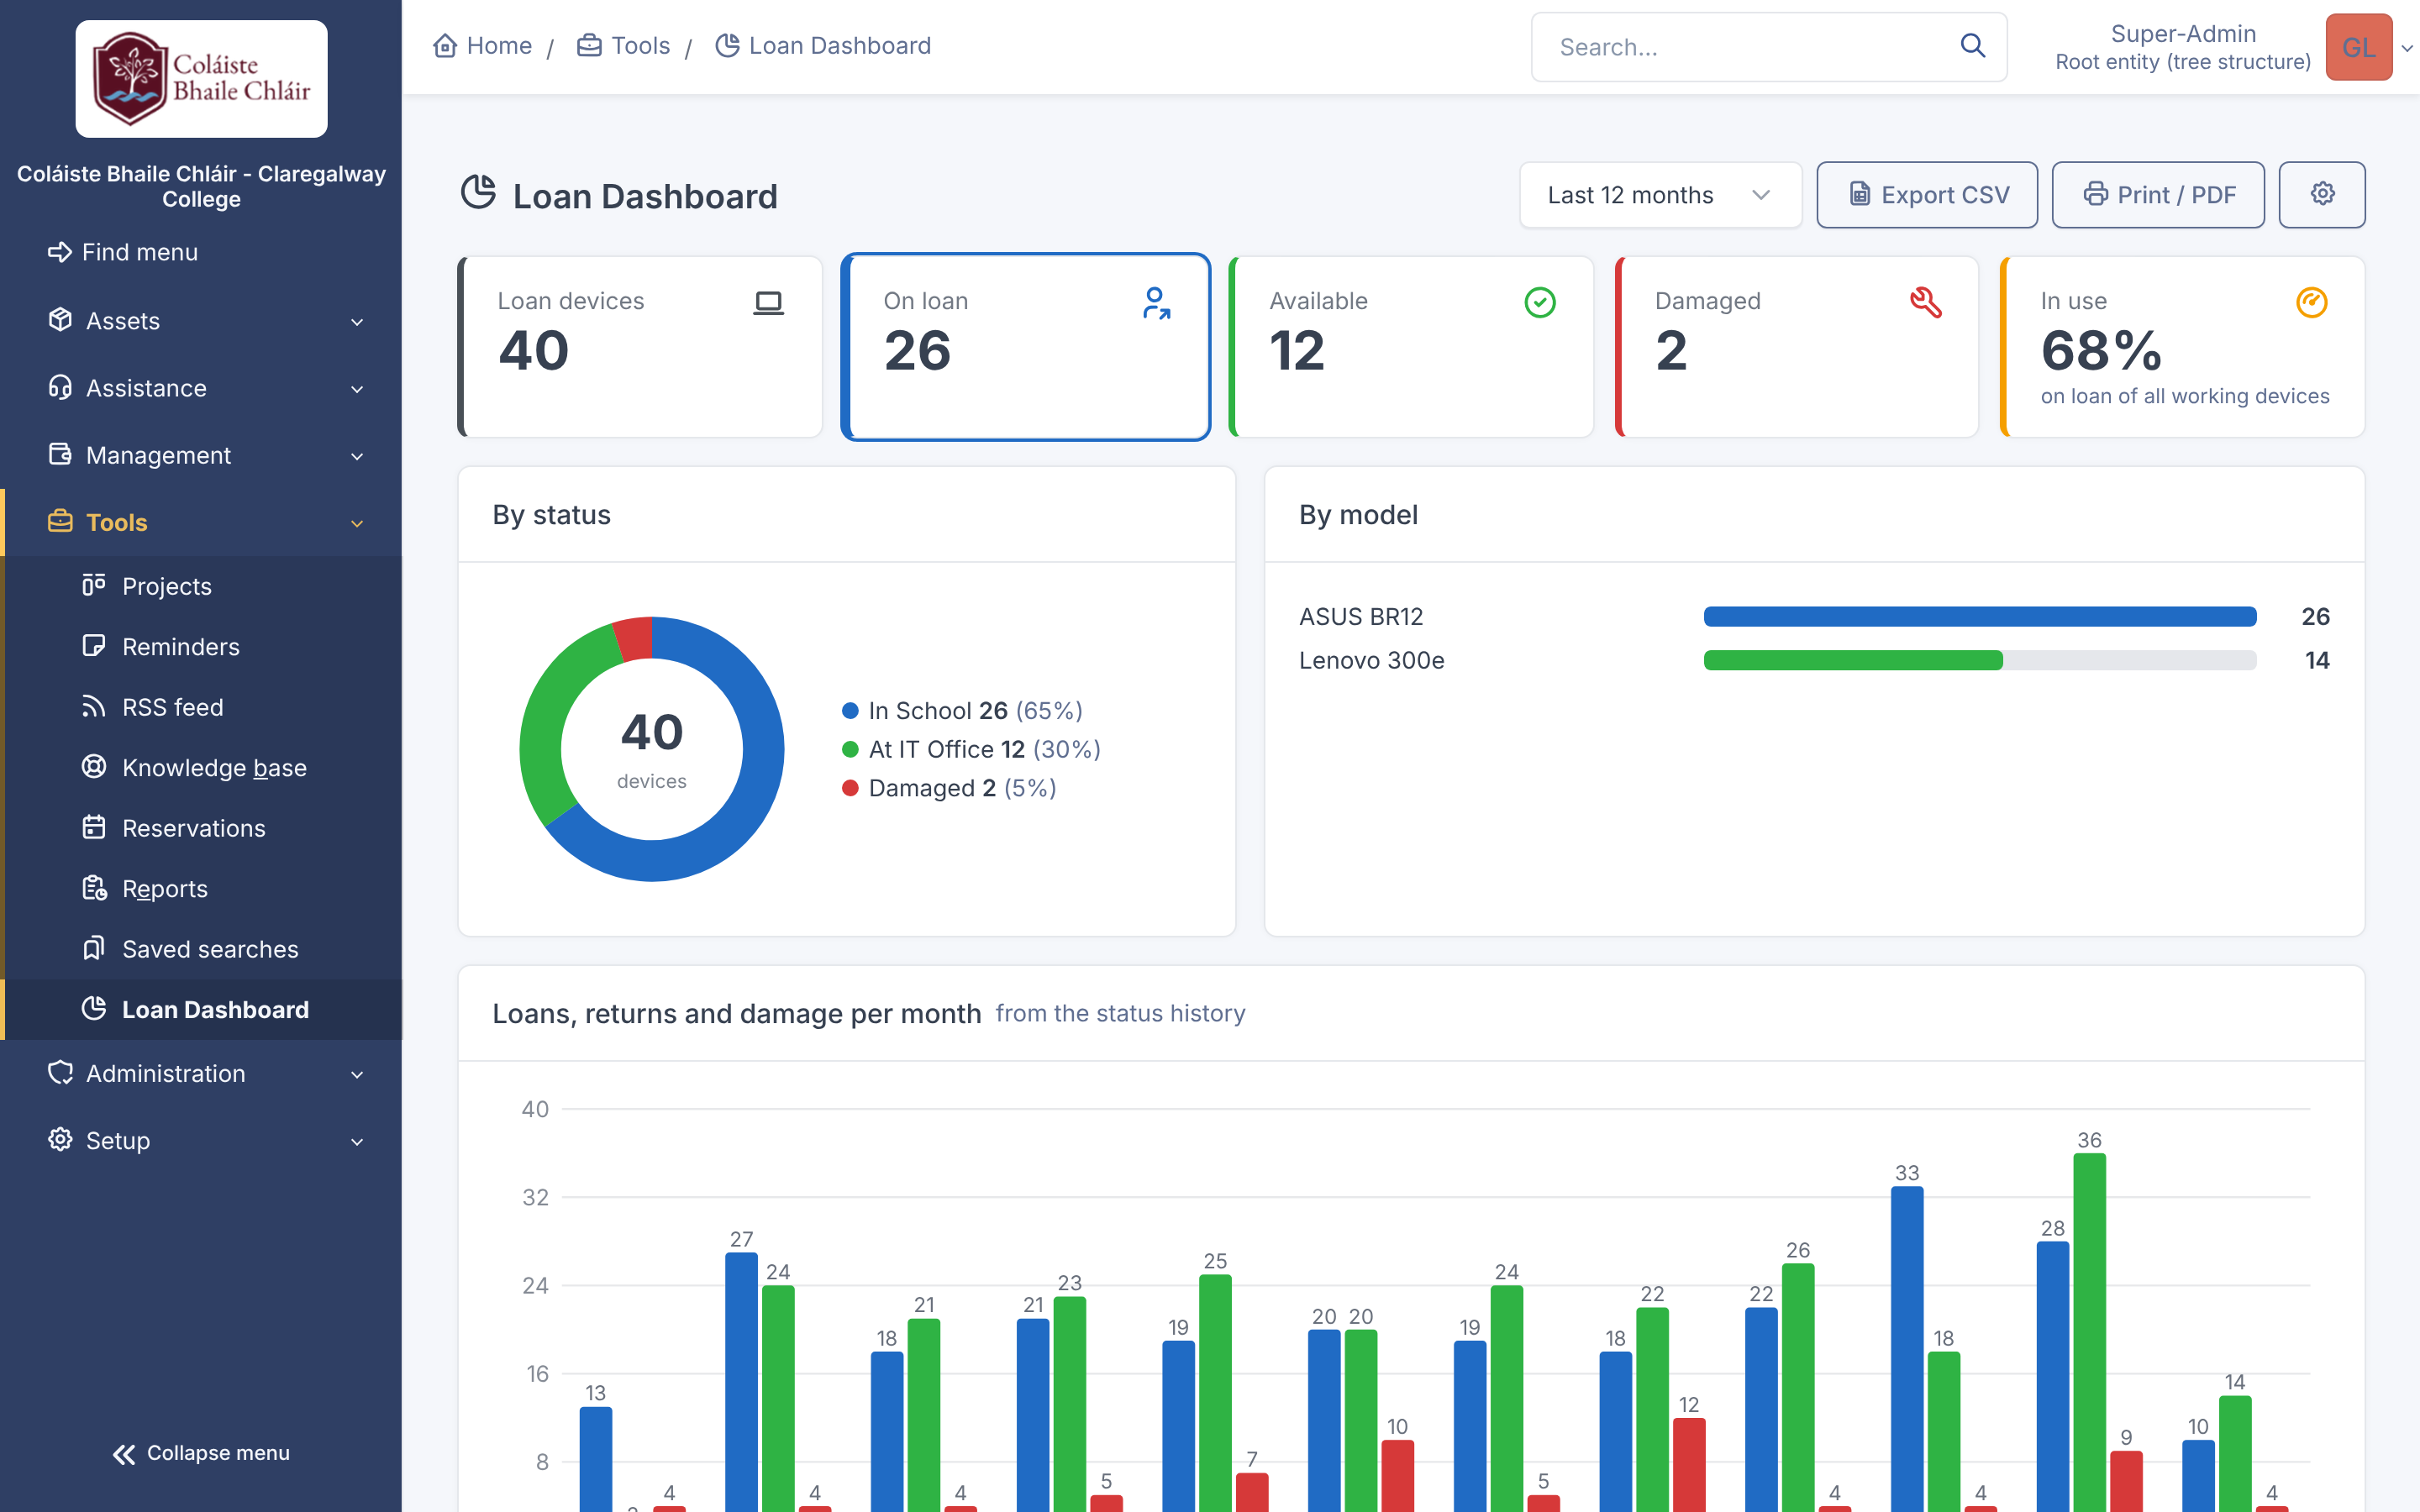 Coláiste
Bhaile Chláir
Coláiste Bhaile Chláir - Claregalway
College
Find menu
Assets
Assistance
Management
Tools
Projects
Reminders
RSS feed
Knowledge base
Reservations
Reports
Saved searches
Loan Dashboard
Administration
Setup
Collapse menu
Home / Tools / Loan Dashboard
Search...
Super-Admin
Root entity (tree structure)
GL
Loan Dashboard
Last 12 months
Export CSV
Print / PDF
Loan devices
40
On loan
26
Available
12
Damaged
2
In use
68%
on loan of all working devices
By status
40
devices
In School 26 (65%)
At IT Office 12 (30%)
Damaged 2 (5%)
By model
ASUS BR12 26
Lenovo 300e 14
Loans, returns and damage per month from the status history
40
32
24
16
8
13 4
27 24 4
18 21 4
21 23 5
19 25 7
20 20 10
19 24 5
18 22 12
22 26 4
33 18 4
28 36 9
10 14 4